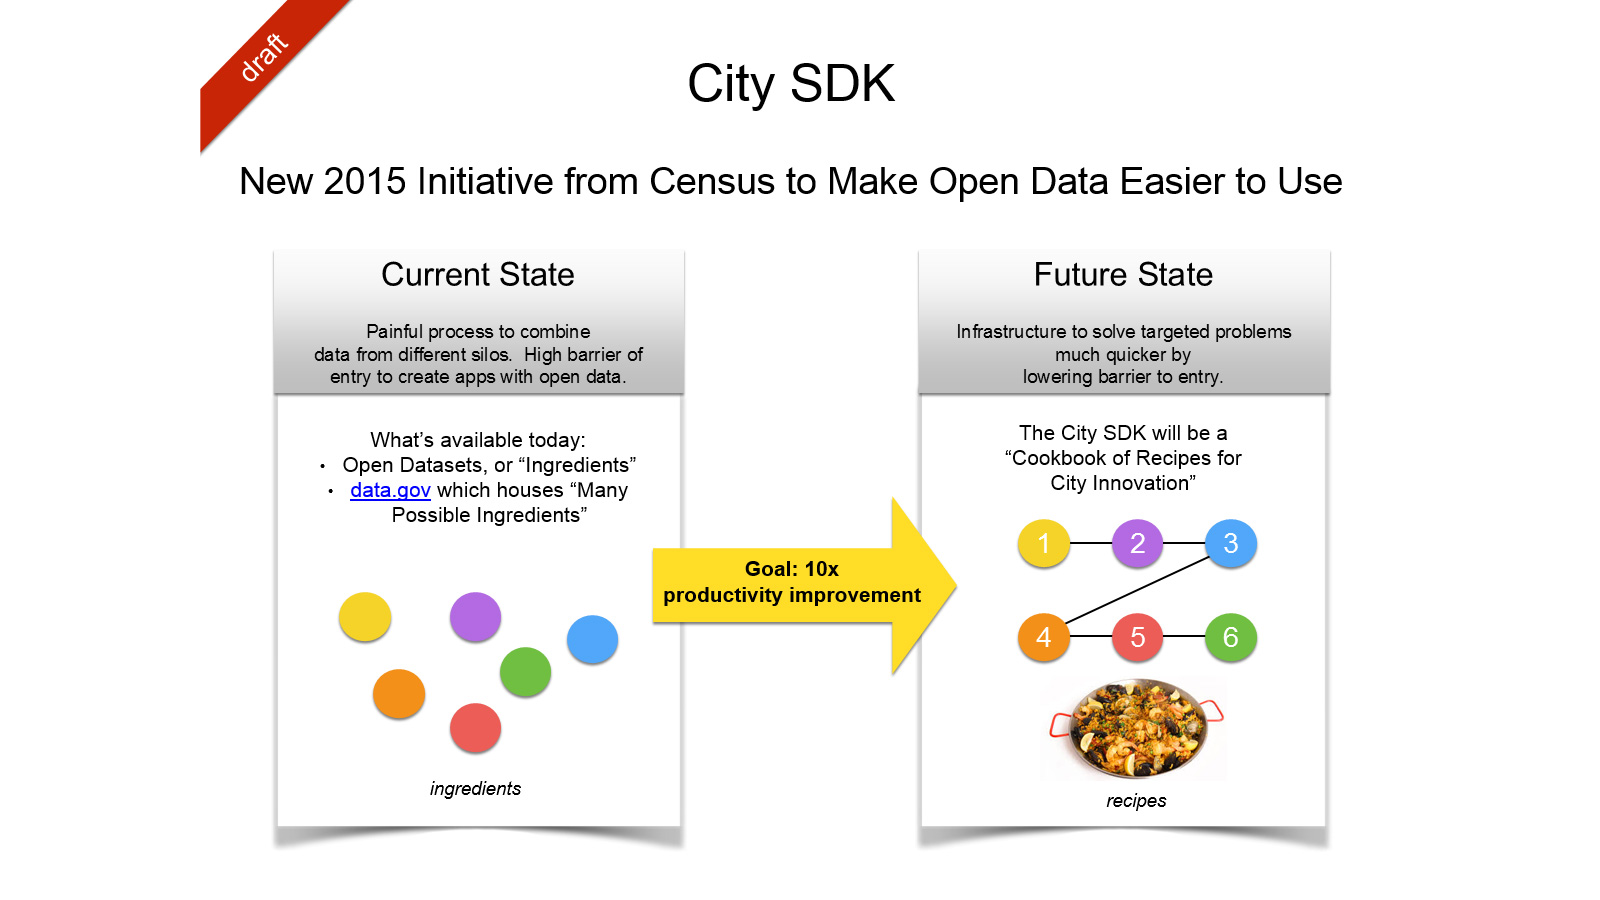 draft
City SDK
New 2015 Initiative from Census to Make Open Data Easier to Use
Current State
Painful process to combine
data from different silos.  High barrier of
entry to create apps with open data.
What’s available today:
• Open Datasets, or “Ingredients”
• data.gov which houses “Many
Possible Ingredients”
ingredients
Goal: 10x
productivity improvement
Future State
Infrastructure to solve targeted problems
much quicker by
lowering barrier to entry.
The City SDK will be a
“Cookbook of Recipes for
City Innovation”
1 2 3
4 5 6
recipes